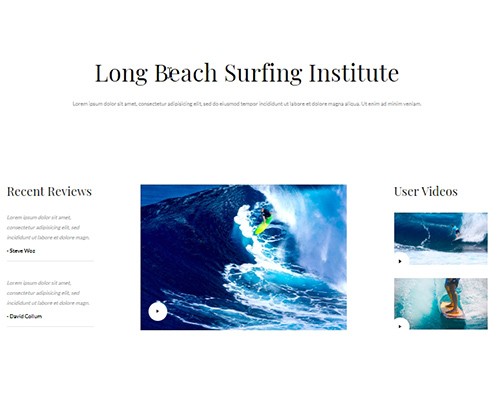 Long Beach Surfing Institute
Lorem ipsum dolor sit amet, consectetur adipisicing elit, sed do eiusmod tempor incididunt ut labore et dolore magna aliqua. Ut enim ad minim veniam.
Recent Reviews
Lorem ipsum dolor sit amet,
consectetur adipisicing elit, sed
incididunt ut labore et dolore magn.
- Steve Woz
Lorem ipsum dolor sit amet,
consectetur adipisicing elit, sed
incididunt ut labore et dolore magn.
- David Collum
User Videos